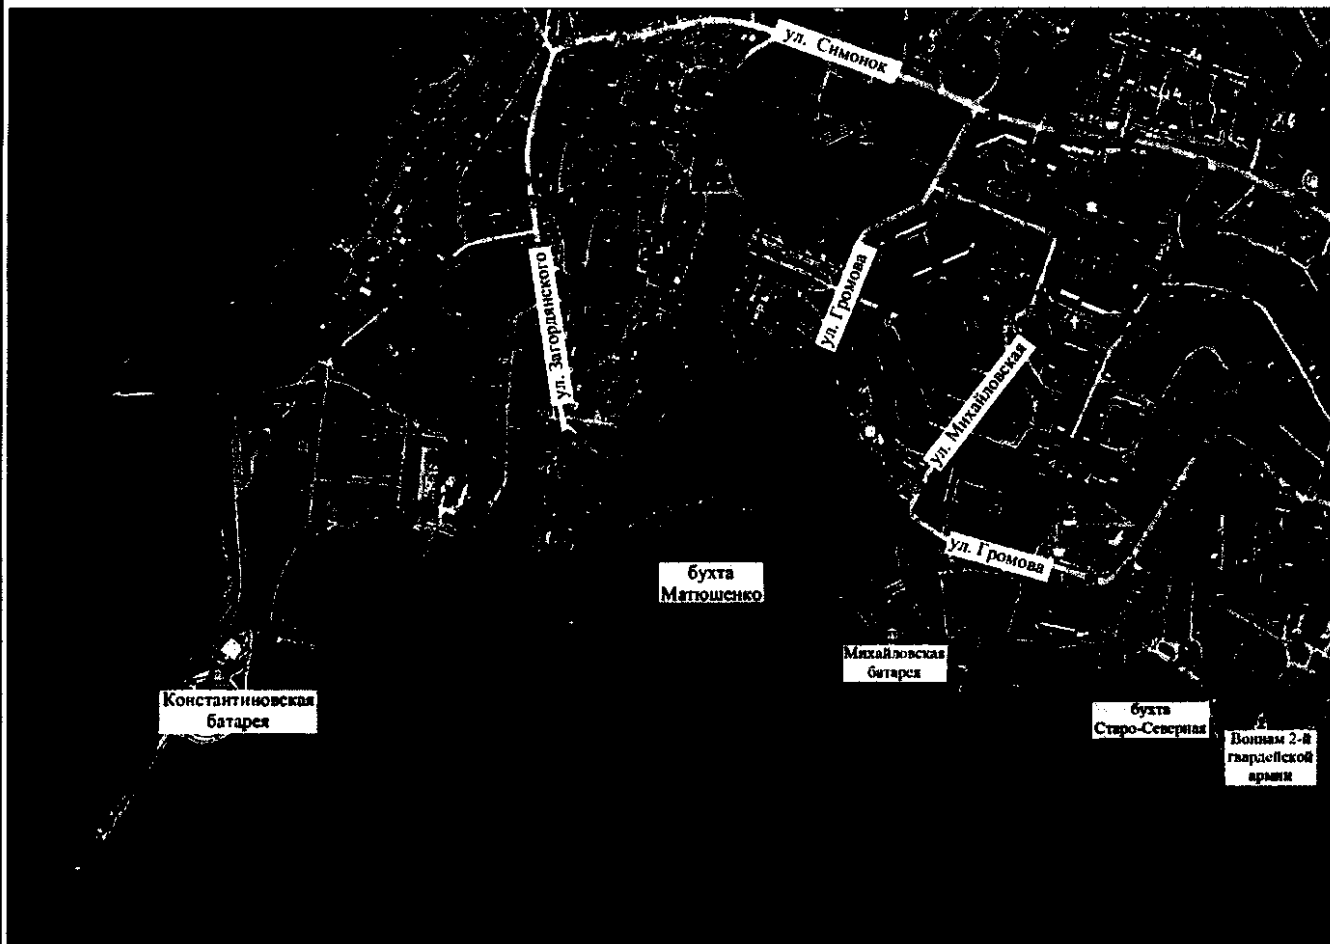 ул. Симонок
ул. Загордянского
ул. Громова
ул. Михайловская
ул. Громова
бухта
Матюшенко
Михайловская
батарея
Константиновская
батарея
бухта
Старо-Северная
Воинам 2-й
гвардейской
армии